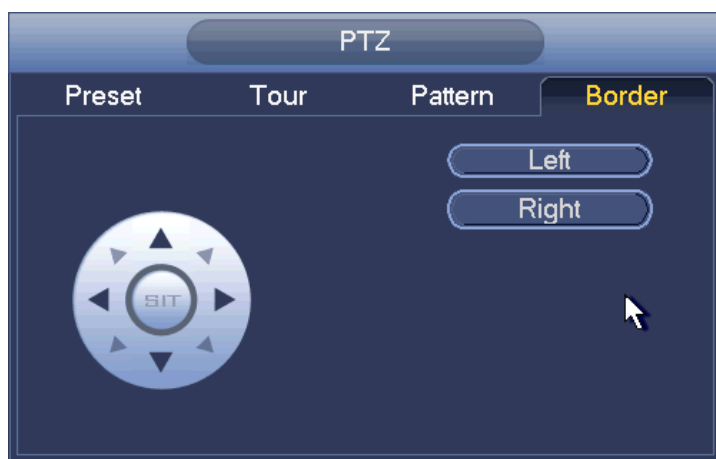 PTZ
Preset Tour Pattern Border
Left
Right
SIT